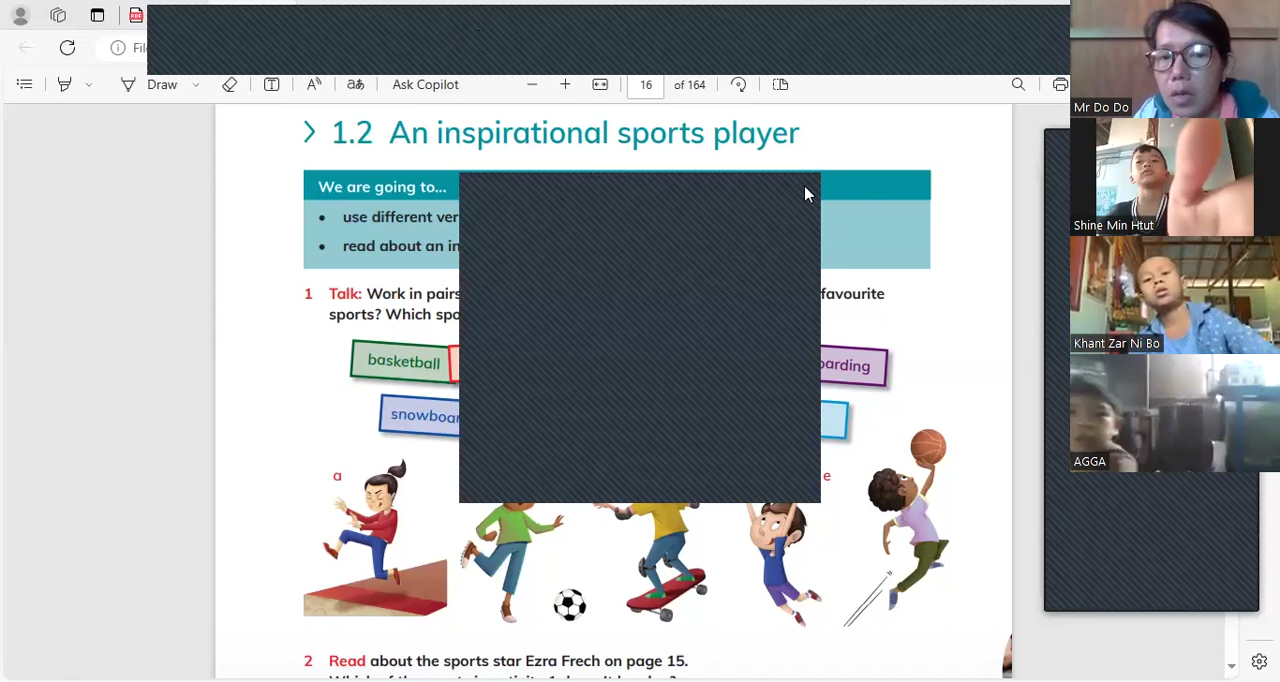 Draw
Ask Copilot
16 of 164
1.2 An inspirational sports player
We are going to...
use different ver
read about an in
1 Talk: Work in pairs favourite
sports? Which spo
basketball
oarding
snowboar
a
e
2 Read about the sports star Ezra Frech on page 15.
Mr Do Do
Shine Min Htut
Khant Zar Ni Bo
AGGA